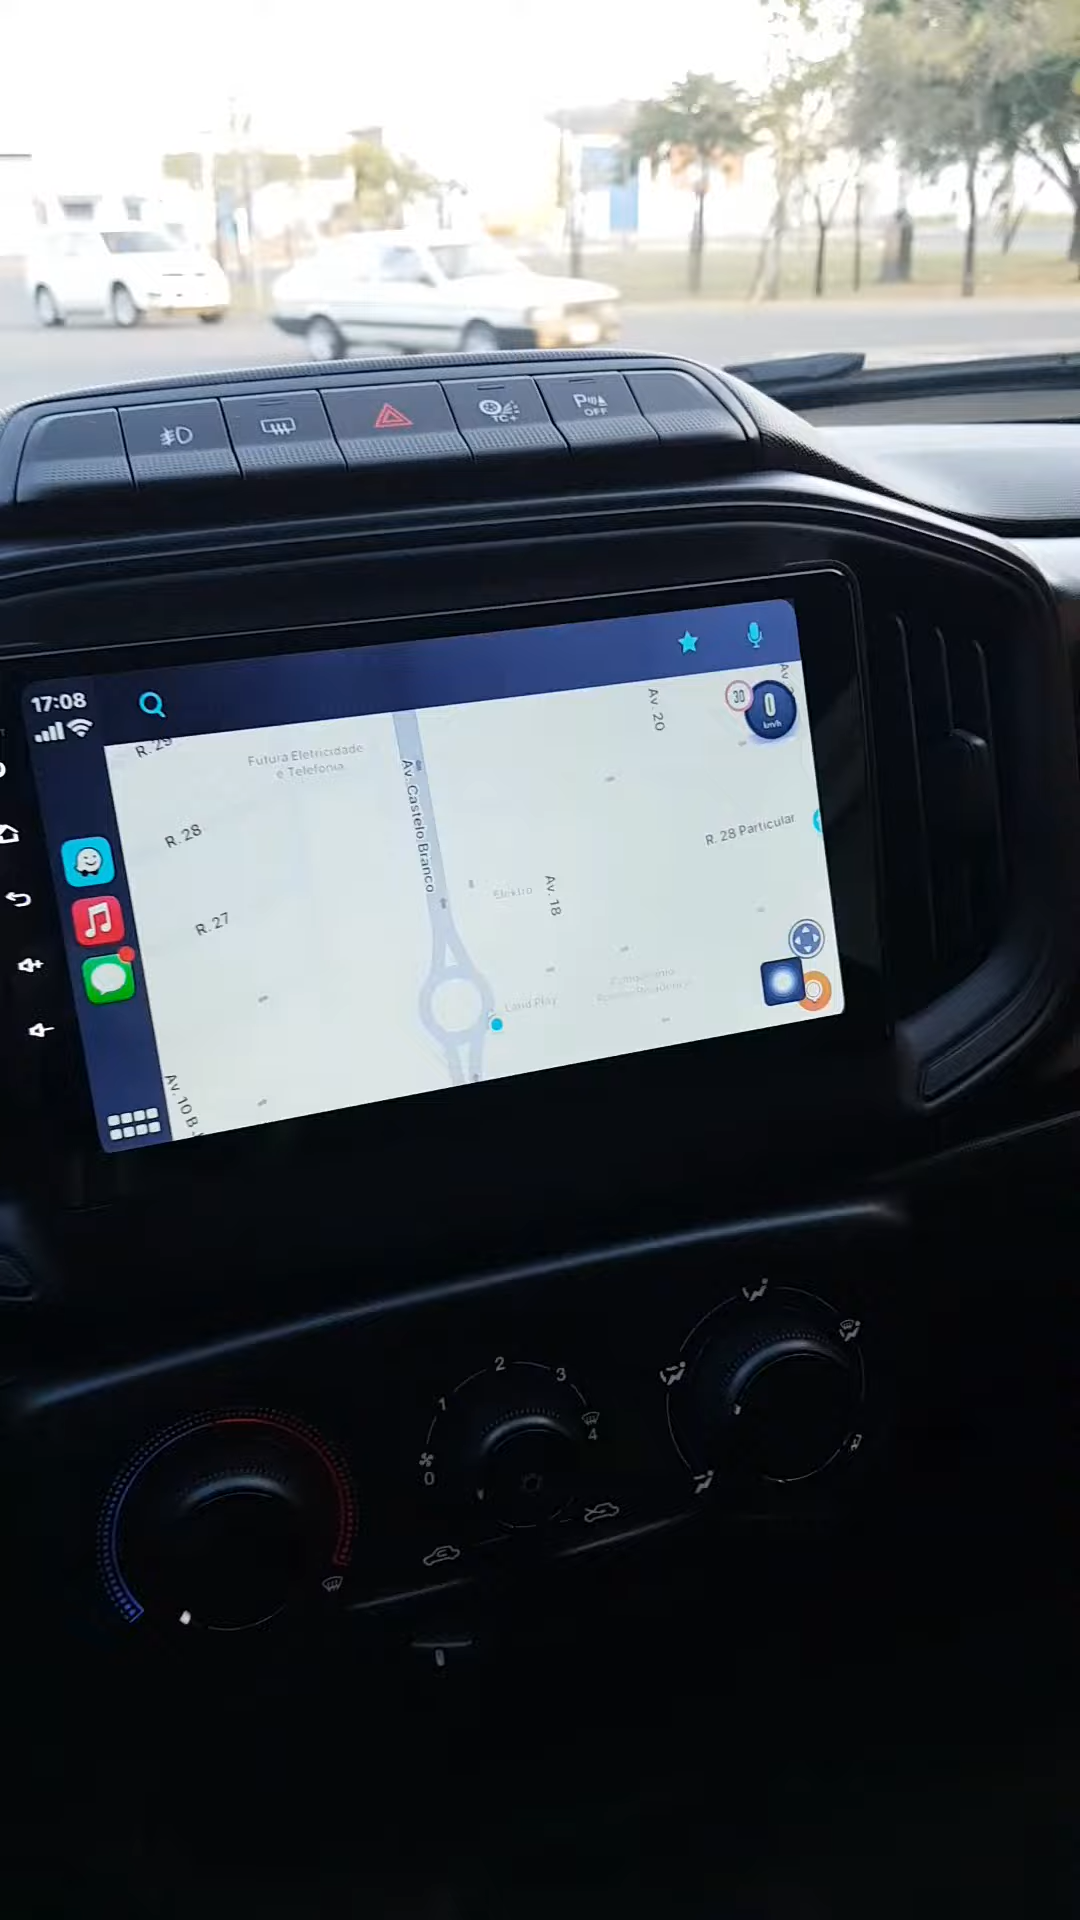 TC+
P
OFF
17:08
30
0
km/h
R. 29
Futura Eletricidade
e Telefonia
Av. Castelo Branco
Av. 20
R. 28
R. 28 Particular
R. 27
Elektro
Av. 18
Land Play
Av. 10 B
0
1
2
3
4